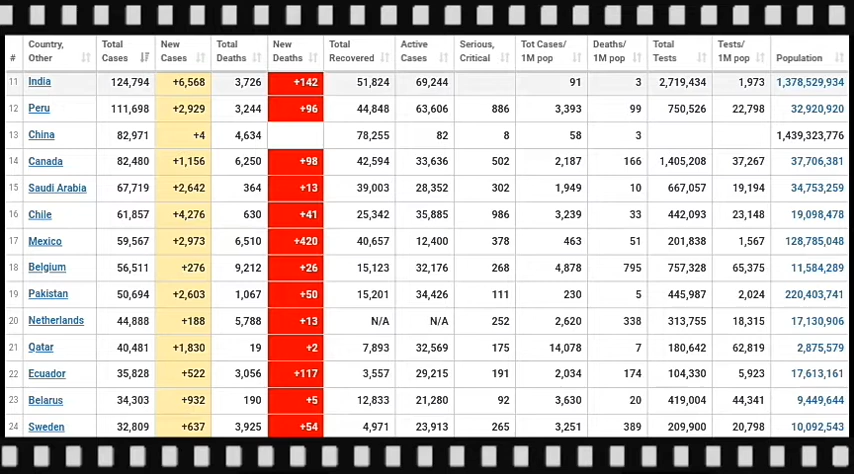 # Country, Other Total Cases New Cases Total Deaths New Deaths Total Recovered Active Cases Serious, Critical Tot Cases/ 1M pop Deaths/ 1M pop Total Tests Tests/ 1M pop Population
11 India 124,794 +6,568 3,726 +142 51,824 69,244 91 3 2,719,434 1,973 1,378,529,934
12 Peru 111,698 +2,929 3,244 +96 44,848 63,606 886 3,393 99 750,526 22,798 32,920,920
13 China 82,971 +4 4,634 78,255 82 8 58 3 1,439,323,776
14 Canada 82,480 +1,156 6,250 +98 42,594 33,636 502 2,187 166 1,405,208 37,267 37,706,381
15 Saudi Arabia 67,719 +2,642 364 +13 39,003 28,352 302 1,949 10 667,057 19,194 34,753,259
16 Chile 61,857 +4,276 630 +41 25,342 35,885 986 3,239 33 442,093 23,148 19,098,478
17 Mexico 59,567 +2,973 6,510 +420 40,657 12,400 378 463 51 201,838 1,567 128,785,048
18 Belgium 56,511 +276 9,212 +26 15,123 32,176 268 4,878 795 757,328 65,375 11,584,289
19 Pakistan 50,694 +2,603 1,067 +50 15,201 34,426 111 230 5 445,987 2,024 220,403,741
20 Netherlands 44,888 +188 5,788 +13 N/A N/A 252 2,620 338 313,755 18,315 17,130,906
21 Qatar 40,481 +1,830 19 +2 7,893 32,569 175 14,078 7 180,642 62,819 2,875,579
22 Ecuador 35,828 +522 3,056 +117 3,557 29,215 191 2,034 174 104,330 5,923 17,613,161
23 Belarus 34,303 +932 190 +5 12,833 21,280 92 3,630 20 419,004 44,341 9,449,644
24 Sweden 32,809 +637 3,925 +54 4,971 23,913 265 3,251 389 209,900 20,798 10,092,543